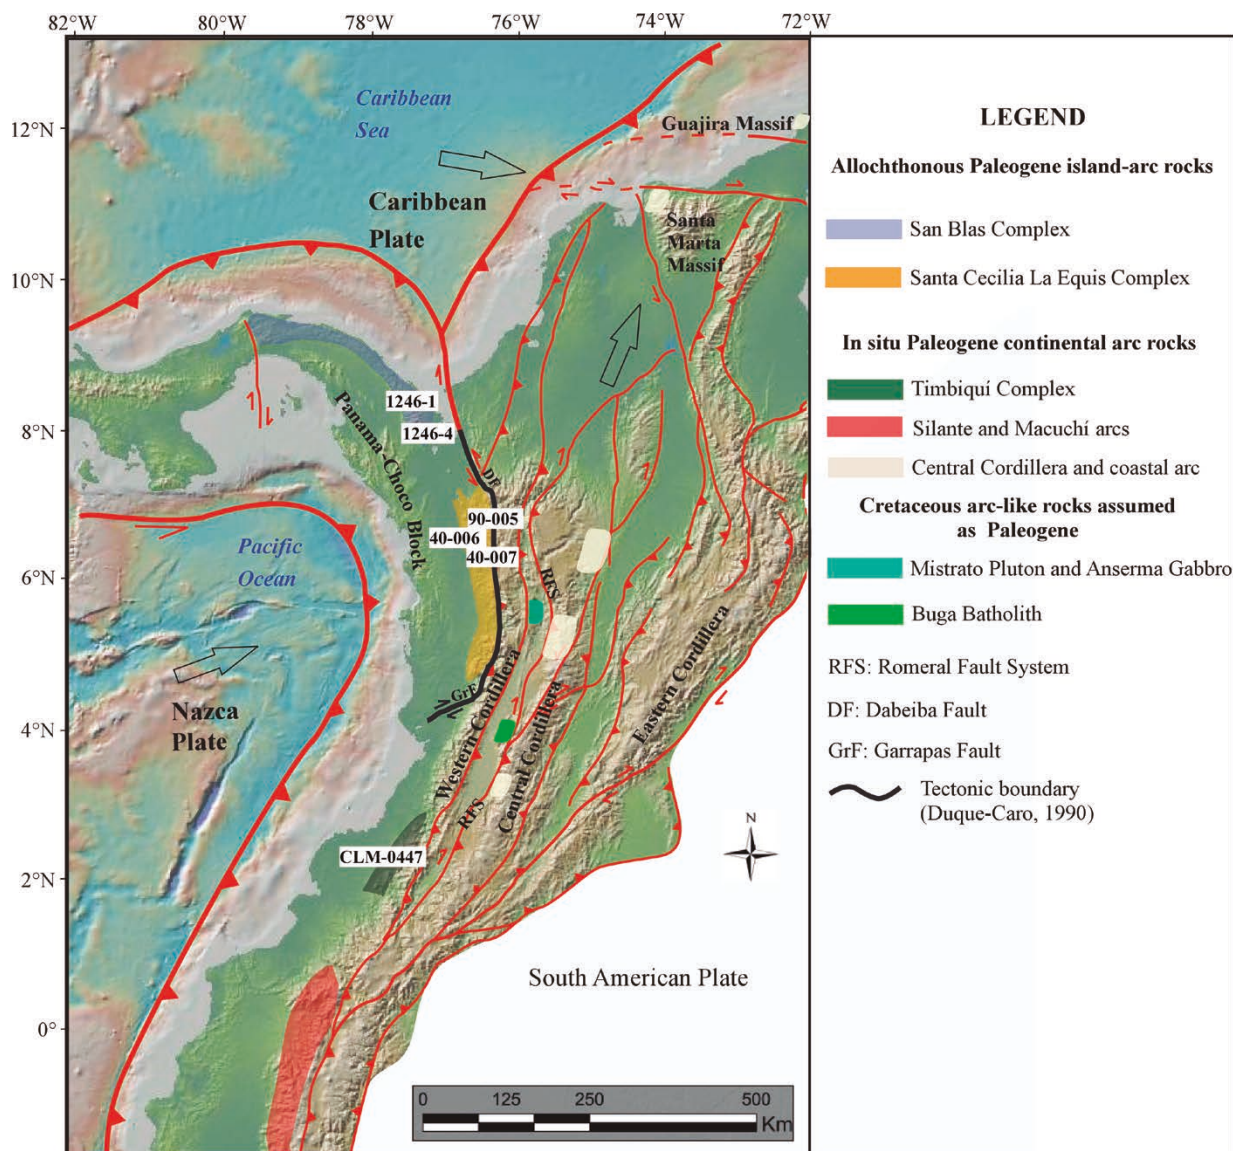 82°W 80°W 78°W 76°W 74°W 72°W
12°N
10°N
8°N
6°N
4°N
2°N
0°
Caribbean
Sea
Guajira Massif
Caribbean
Plate
Santa
Marta
Massif
1246-1
1246-4
Panama-Choco Block
DF
90-005
40-006
40-007
Pacific
Ocean
RFS
Nazca
Plate
GrF
Western Cordillera
Central Cordillera
Eastern Cordillera
RFS
CLM-0447
N
South American Plate
0 125 250 500
Km
LEGEND
Allochthonous Paleogene island-arc rocks
San Blas Complex
Santa Cecilia La Equis Complex
In situ Paleogene continental arc rocks
Timbiquí Complex
Silante and Macuchí arcs
Central Cordillera and coastal arc
Cretaceous arc-like rocks assumed
as Paleogene
Mistrato Pluton and Anserma Gabbro
Buga Batholith
RFS: Romeral Fault System
DF: Dabeiba Fault
GrF: Garrapas Fault
Tectonic boundary
(Duque-Caro, 1990)